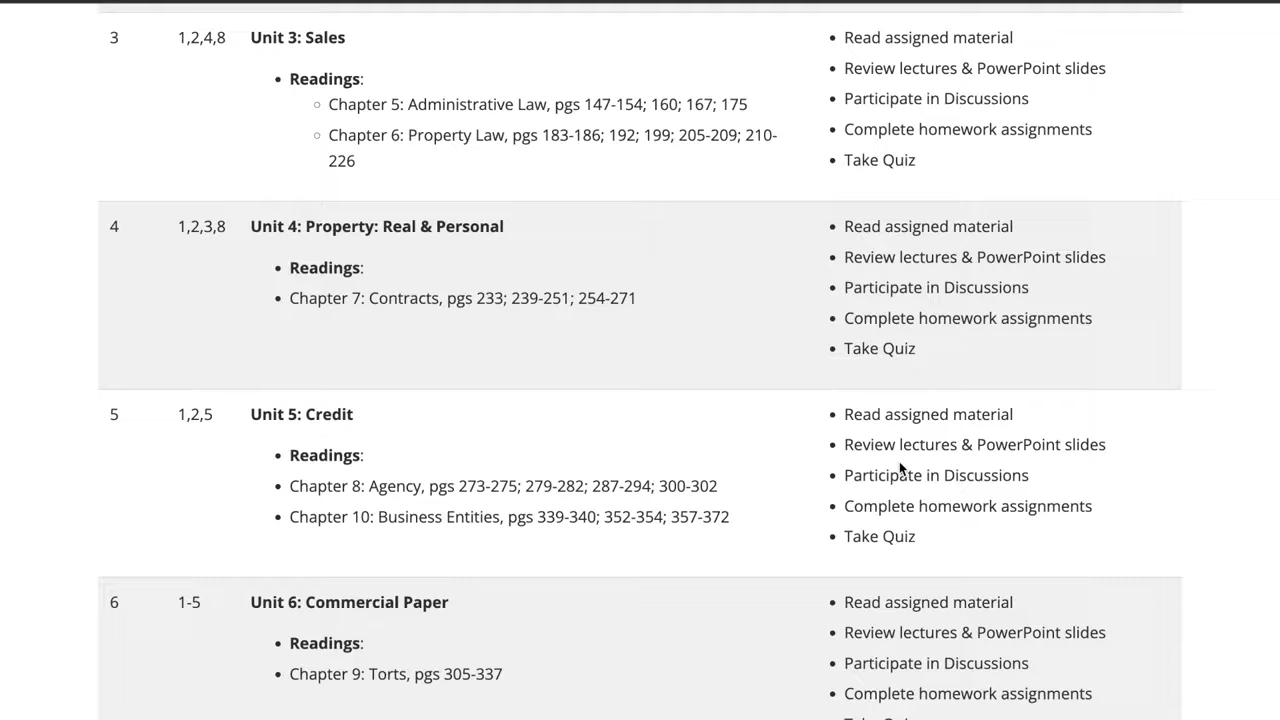 3 1,2,4,8 Unit 3: Sales
• Readings:
○ Chapter 5: Administrative Law, pgs 147-154; 160; 167; 175
○ Chapter 6: Property Law, pgs 183-186; 192; 199; 205-209; 210-
226
• Read assigned material
• Review lectures & PowerPoint slides
• Participate in Discussions
• Complete homework assignments
• Take Quiz
4 1,2,3,8 Unit 4: Property: Real & Personal
• Readings:
• Chapter 7: Contracts, pgs 233; 239-251; 254-271
• Read assigned material
• Review lectures & PowerPoint slides
• Participate in Discussions
• Complete homework assignments
• Take Quiz
5 1,2,5 Unit 5: Credit
• Readings:
• Chapter 8: Agency, pgs 273-275; 279-282; 287-294; 300-302
• Chapter 10: Business Entities, pgs 339-340; 352-354; 357-372
• Read assigned material
• Review lectures & PowerPoint slides
• Participate in Discussions
• Complete homework assignments
• Take Quiz
6 1-5 Unit 6: Commercial Paper
• Readings:
• Chapter 9: Torts, pgs 305-337
• Read assigned material
• Review lectures & PowerPoint slides
• Participate in Discussions
• Complete homework assignments